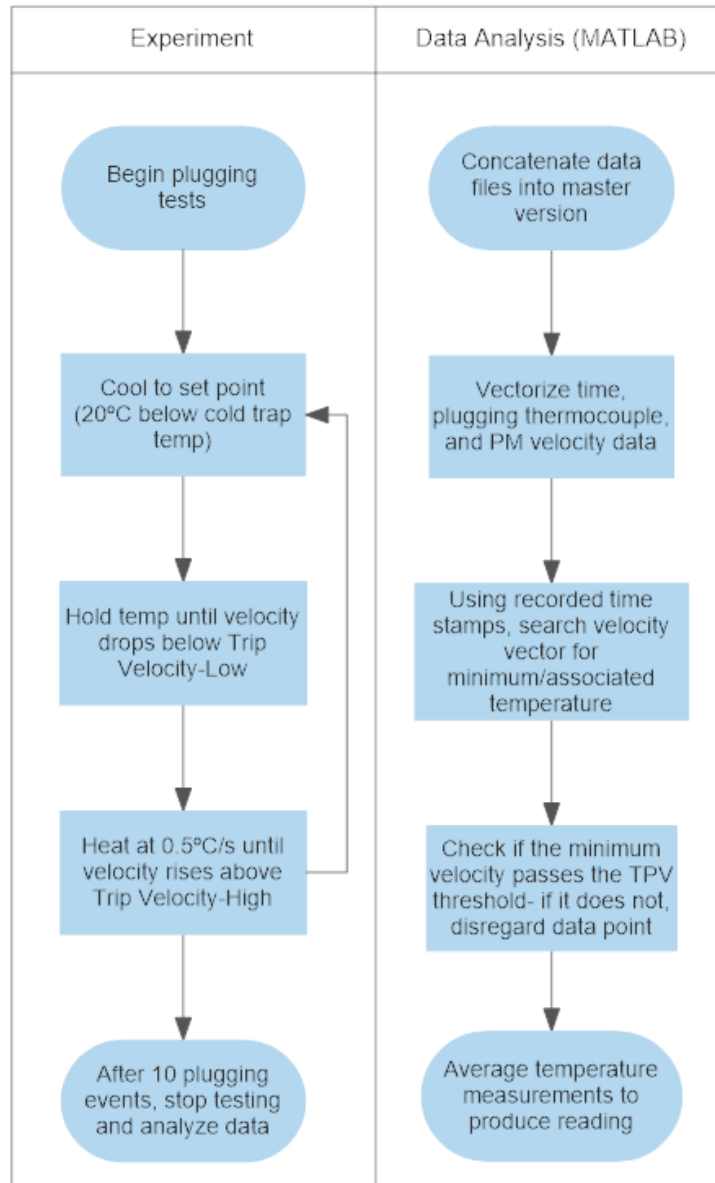 Experiment
Data Analysis (MATLAB)
Begin plugging
tests
Cool to set point
(20ºC below cold trap
temp)
Hold temp until velocity
drops below Trip
Velocity-Low
Heat at 0.5ºC/s until
velocity rises above
Trip Velocity-High
After 10 plugging
events, stop testing
and analyze data
Concatenate data
files into master
version
Vectorize time,
plugging thermocouple,
and PM velocity data
Using recorded time
stamps, search velocity
vector for
minimum/associated
temperature
Check if the minimum
velocity passes the TPV
threshold- if it does not,
disregard data point
Average temperature
measurements to
produce reading